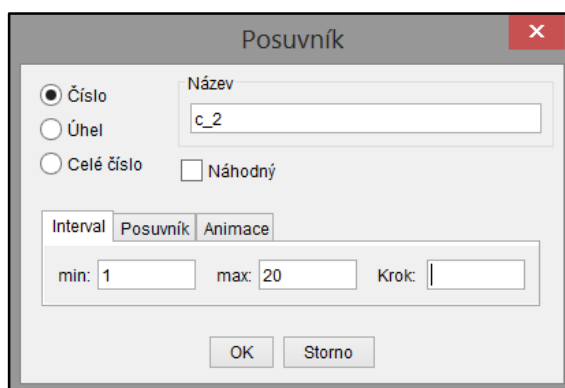 Posuvník
Číslo
Úhel
Celé číslo
Název
c_2
Náhodný
Interval Posuvník Animace
min: 1 max: 20 Krok:
OK Storno